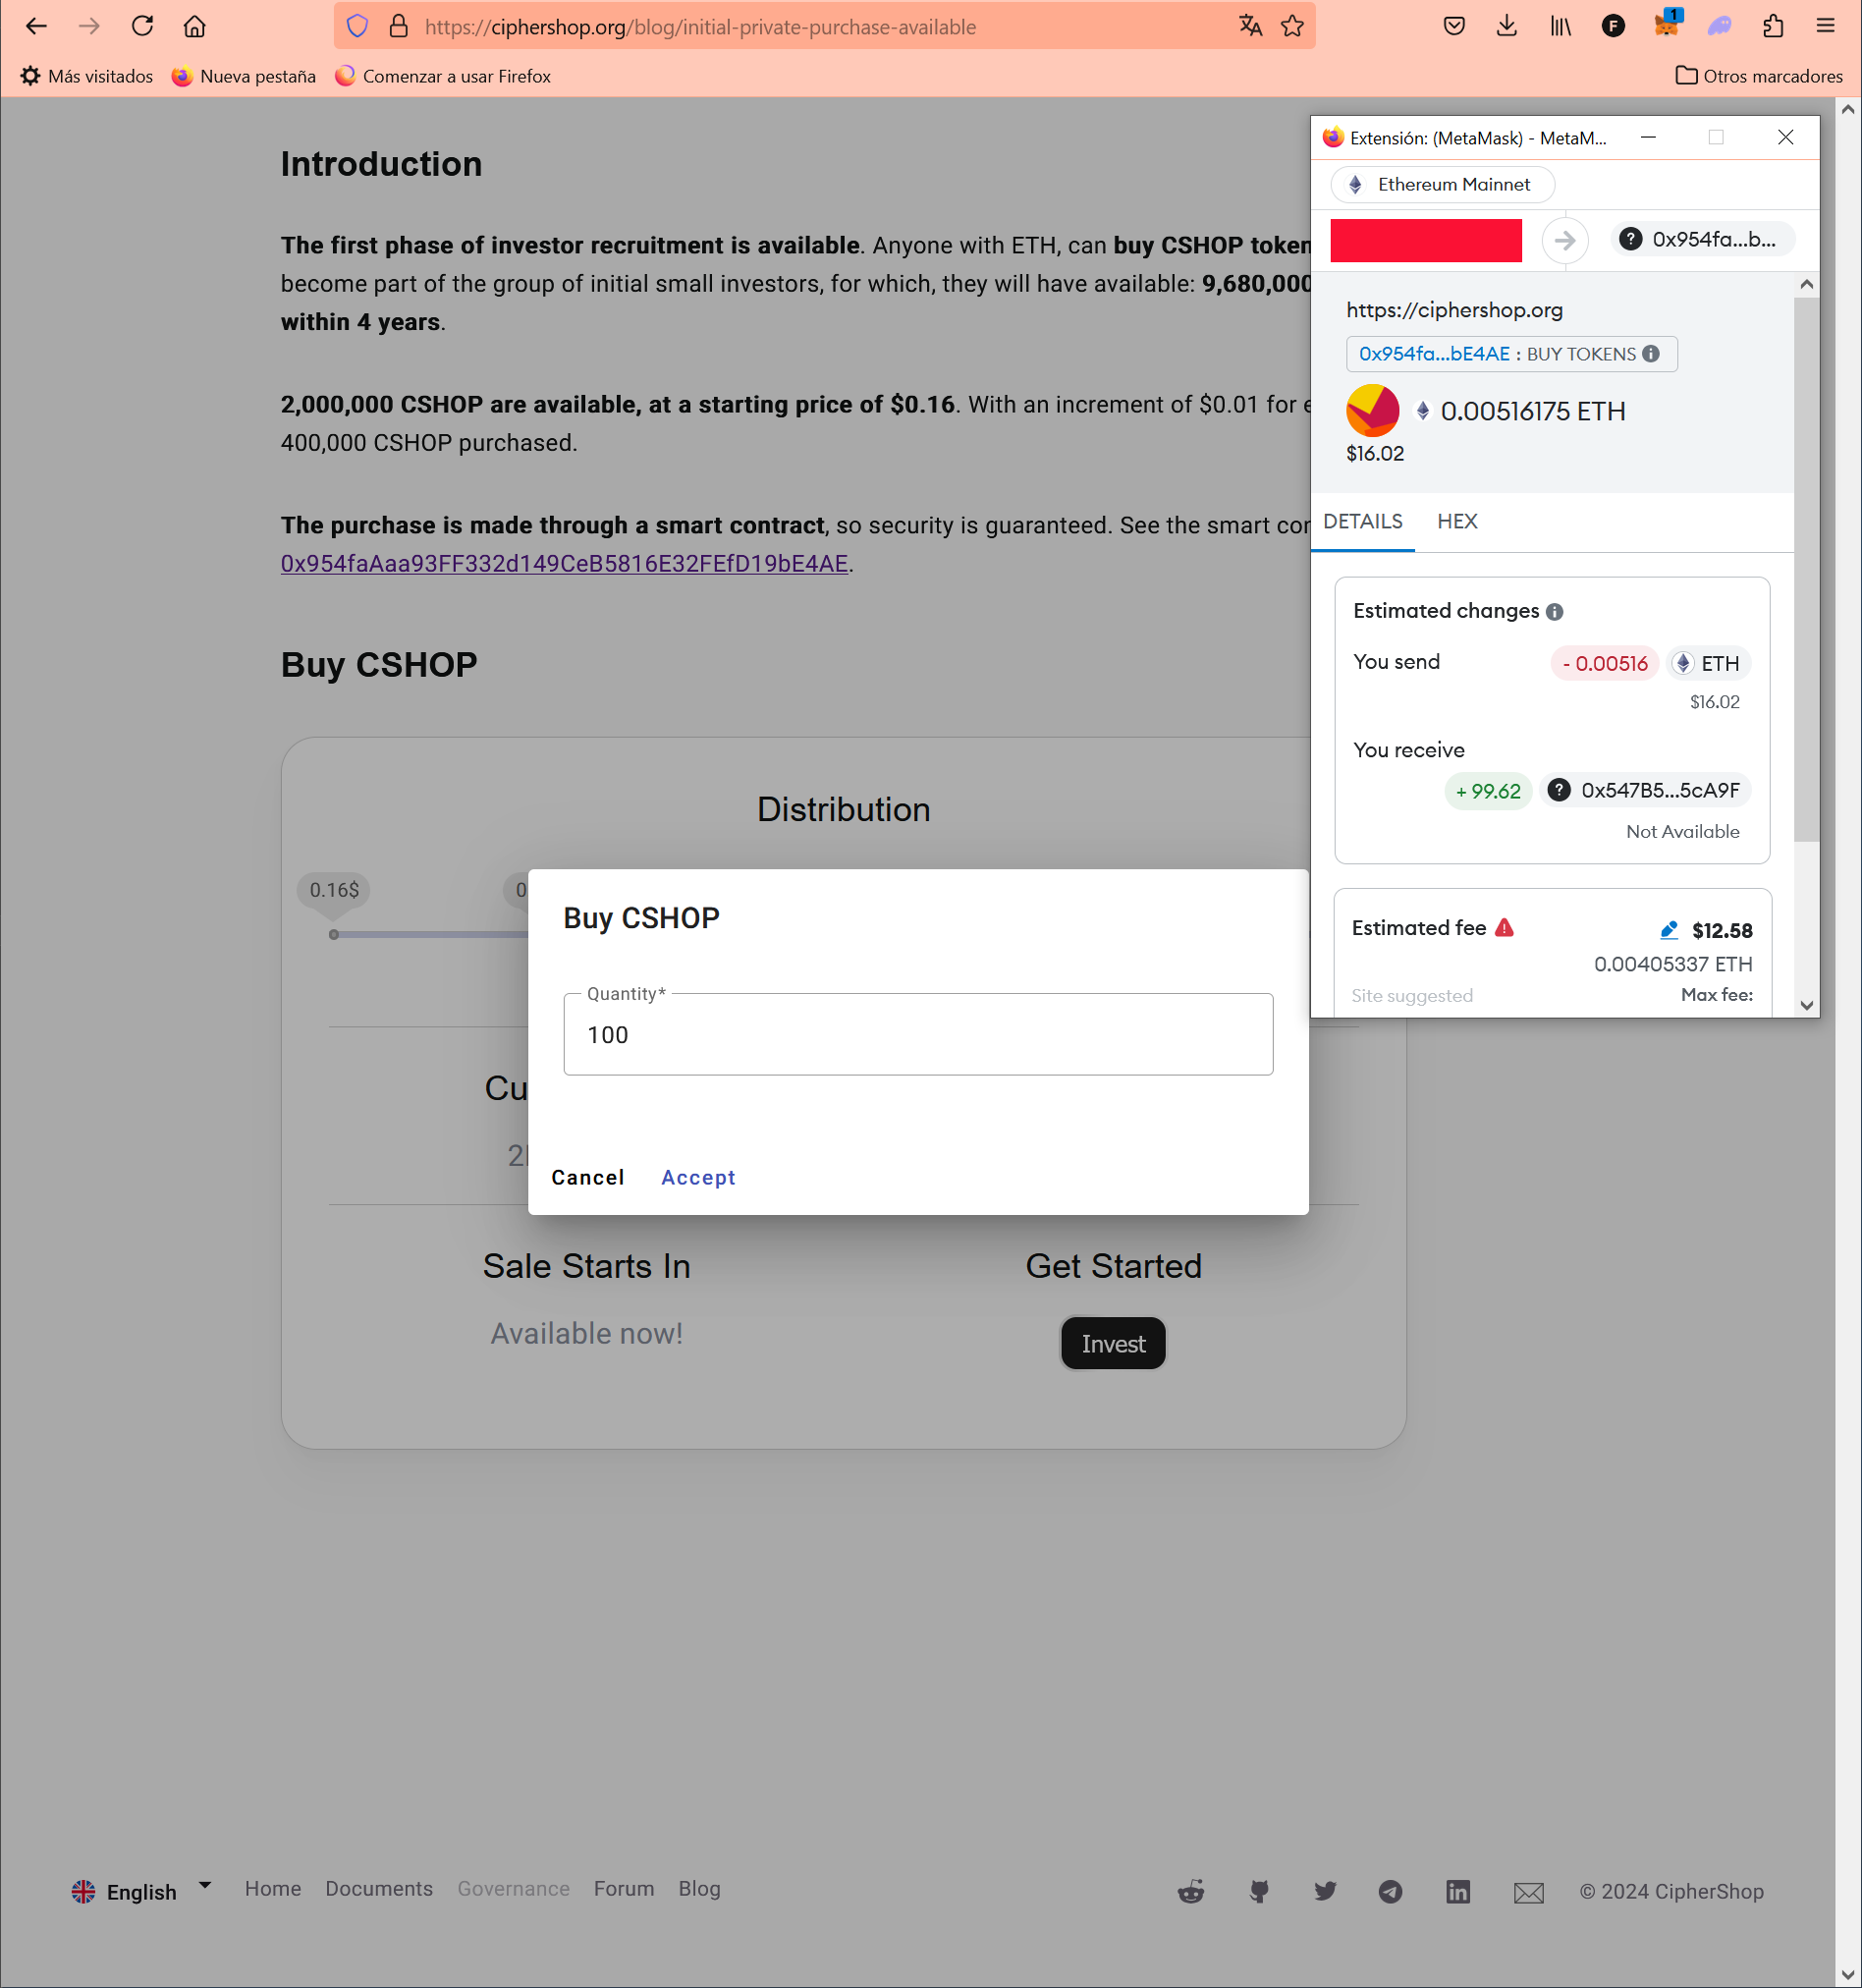 https://ciphershop.org/blog/initial-private-purchase-available
Más visitados
Nueva pestaña
Comenzar a usar Firefox
Otros marcadores
Introduction
The first phase of investor recruitment is available. Anyone with ETH, can buy CSHOP token
become part of the group of initial small investors, for which, they will have available: 9,680,000
within 4 years.
2,000,000 CSHOP are available, at a starting price of $0.16. With an increment of $0.01 for e
400,000 CSHOP purchased.
The purchase is made through a smart contract, so security is guaranteed. See the smart con
0x954faAaa93FF332d149CeB5816E32FEfD19bE4AE.
Buy CSHOP
Distribution
0.16$
0
Cu
2
Sale Starts In
Available now!
Get Started
Invest
Buy CSHOP
Quantity*
100
Cancel
Accept
Extensión: (MetaMask) - MetaM...
Ethereum Mainnet
0x954fa...b...
https://ciphershop.org
0x954fa...bE4AE : BUY TOKENS
0.00516175 ETH
$16.02
DETAILS
HEX
Estimated changes
You send
- 0.00516
ETH
$16.02
You receive
+ 99.62
0x547B5...5cA9F
Not Available
Estimated fee
$12.58
0.00405337 ETH
Site suggested
Max fee:
English
Home
Documents
Governance
Forum
Blog
© 2024 CipherShop
F
1